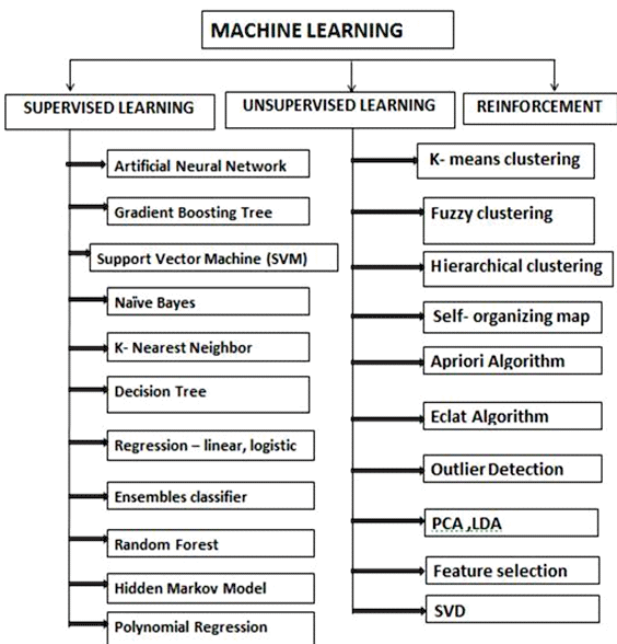 MACHINE LEARNING
SUPERVISED LEARNING
UNSUPERVISED LEARNING
REINFORCEMENT
Artificial Neural Network
Gradient Boosting Tree
Support Vector Machine (SVM)
Naïve Bayes
K- Nearest Neighbor
Decision Tree
Regression – linear, logistic
Ensembles classifier
Random Forest
Hidden Markov Model
Polynomial Regression
K- means clustering
Fuzzy clustering
Hierarchical clustering
Self- organizing map
Apriori Algorithm
Eclat Algorithm
Outlier Detection
PCA ,LDA
Feature selection
SVD